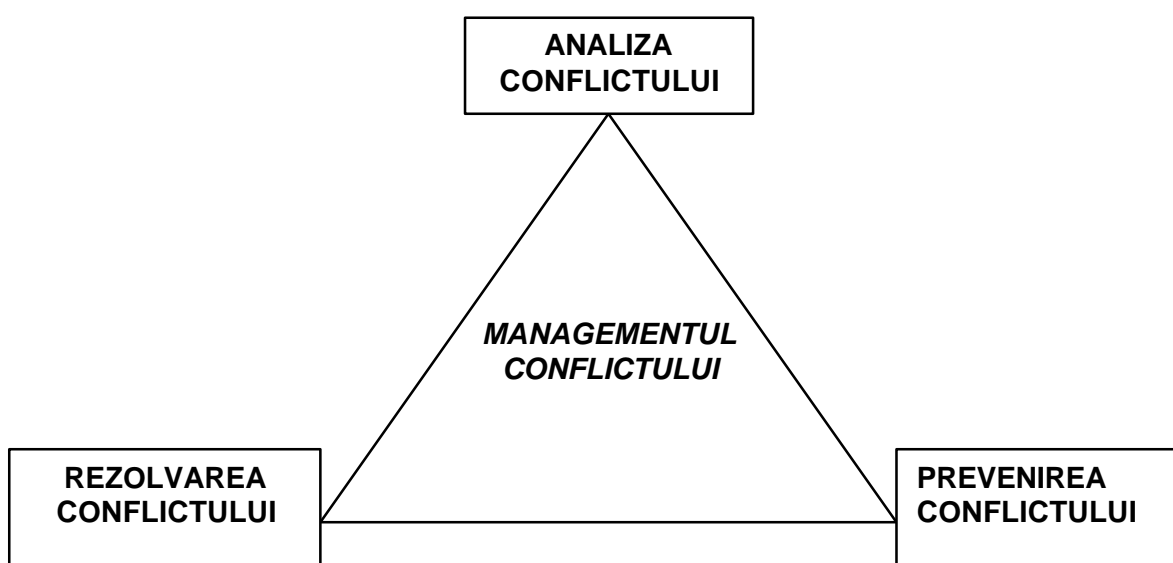 ANALIZA
CONFLICTULUI
MANAGEMENTUL
CONFLICTULUI
REZOLVAREA
CONFLICTULUI
PREVENIREA
CONFLICTULUI